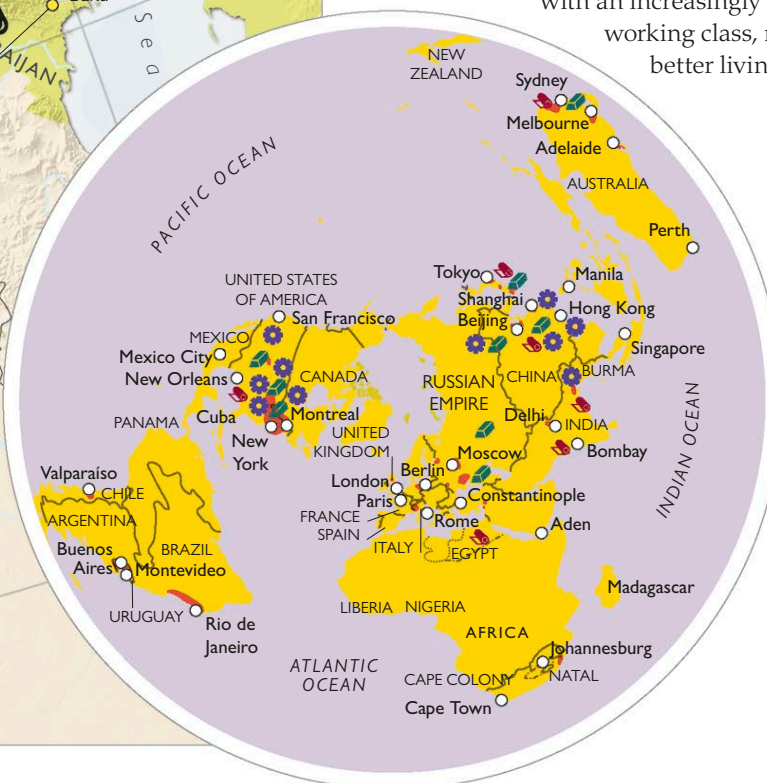 Sea
AIJAN
with an increasingly
working class,
better livin
NEW
ZEALAND
Sydney
Melbourne
Adelaide
AUSTRALIA
Perth
PACIFIC OCEAN
Tokyo
Manila
Shanghai
Hong Kong
Beijing
Singapore
UNITED STATES
OF AMERICA
San Francisco
MEXICO
Mexico City
New Orleans
CANADA
RUSSIAN
EMPIRE
CHINA
BURMA
PANAMA
Cuba
Montreal
New
York
UNITED
KINGDOM
Delhi
INDIA
Bombay
INDIAN OCEAN
Moscow
Berlin
London
Paris
Constantinople
Valparaíso
CHILE
FRANCE
SPAIN
Rome
Aden
ARGENTINA
ITALY
EGYPT
Buenos
Aires
BRAZIL
Montevideo
Madagascar
URUGUAY
LIBERIA
NIGERIA
Rio de
Janeiro
AFRICA
ATLANTIC
OCEAN
Johannesburg
CAPE COLONY
NATAL
Cape Town